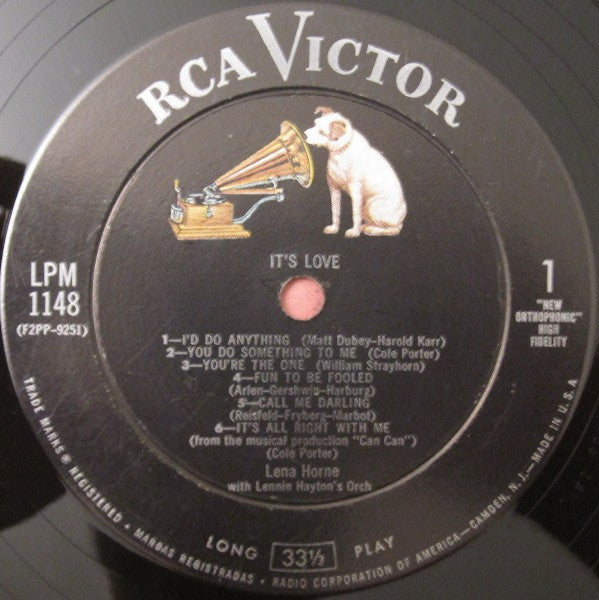 RCA VICTOR
IT'S LOVE
LPM
1148
(F2PP-9251)
1
"NEW
ORTHOPHONIC"
HIGH
FIDELITY
1—I'D DO ANYTHING (Matt Dubey-Harold Karr)
2—YOU DO SOMETHING TO ME (Cole Porter)
3—YOU'RE THE ONE (William Strayhorn)
4—FUN TO BE FOOLED
(Arlen-Gershwin-Harburg)
5—CALL ME DARLING
(Reisfeld-Fryberg-Marbot)
6—IT'S ALL RIGHT WITH ME
(from the musical production "Can Can")
(Cole Porter)
Lena Horne
with Lennie Hayton's Orch
LONG 33⅓ PLAY
TRADE MARKS ® REGISTERED • MARCAS REGISTRADAS • RADIO CORPORATION OF AMERICA—CAMDEN, N. J.—MADE IN U.S.A.